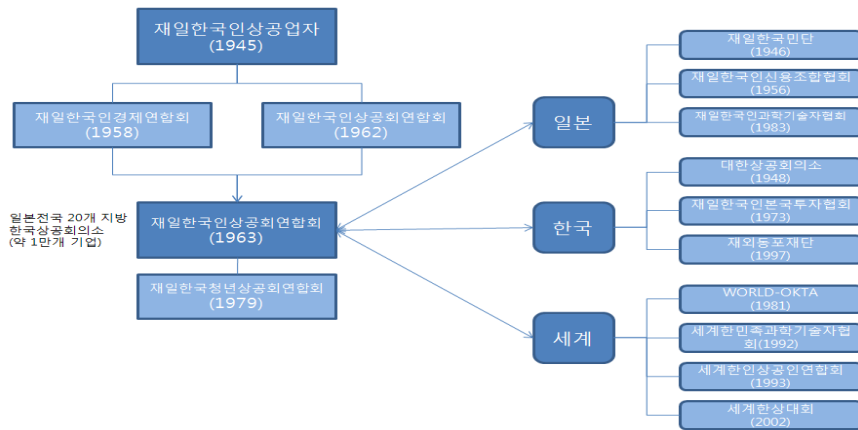 재일한국인상공업자
(1945)
재일한국인경제연합회
(1958)
재일한국인상공회연합회
(1962)
일본전국 20개 지방
한국상공회의소
(약 1만개 기업)
재일한국인상공회연합회
(1963)
재일한국청년상공회연합회
(1979)
일본
재일한국민단
(1946)
재일한국인신용조합협회
(1956)
재일한국인과학기술자협회
(1983)
한국
대한상공회의소
(1948)
재일한국인본국투자협회
(1973)
재외동포재단
(1997)
세계
WORLD-OKTA
(1981)
세계한민족과학기술자협
회(1992)
세계한인상공인연합회
(1993)
세계한상대회
(2002)